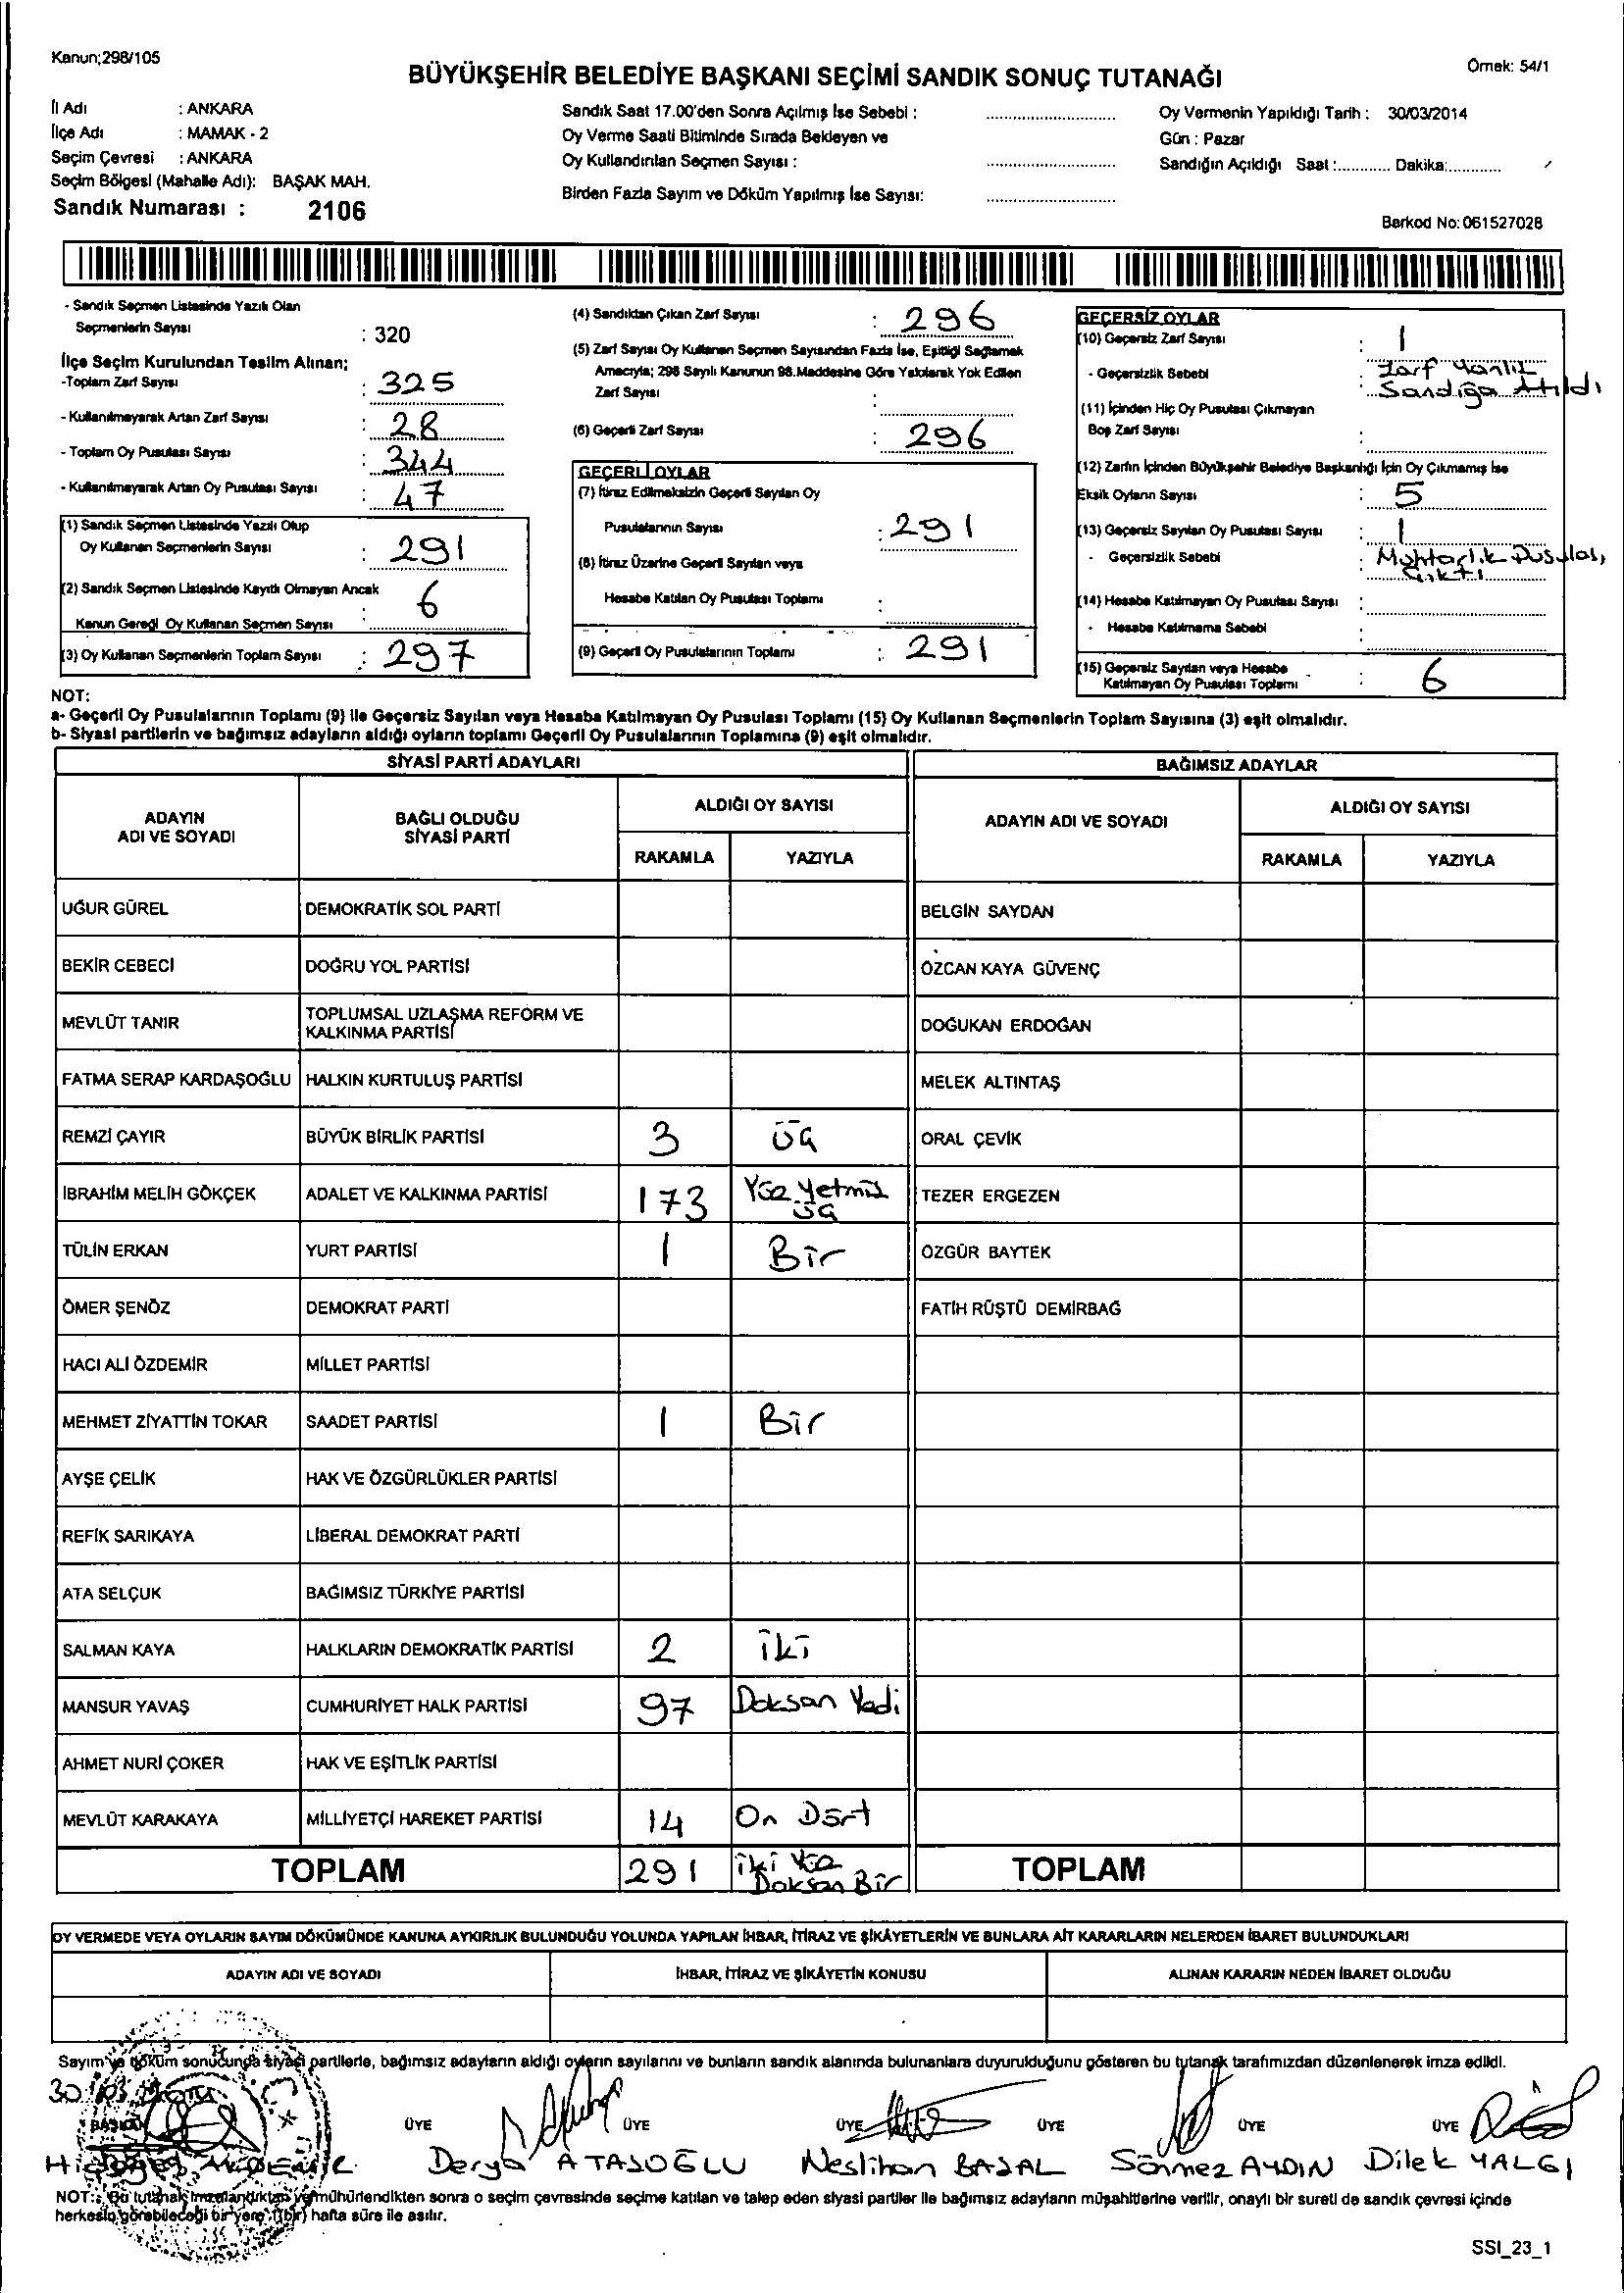 Kanun;298/105
BÜYÜKŞEHİR BELEDİYE BAŞKANI SEÇİMİ SANDIK SONUÇ TUTANAĞI
Örnek: 54/1
İl Adı : ANKARA
İlçe Adı : MAMAK - 2
Seçim Çevresi : ANKARA
Seçim Bölgesi (Mahalle Adı): BAŞAK MAH.
Sandık Numarası : 2106
Sandık Saat 17.00'den Sonra Açılmış İse Sebebi :
Oy Verme Saati Bitiminde Sırada Bekleyen ve
Oy Kullandırılan Seçmen Sayısı :
Birden Fazla Sayım ve Döküm Yapılmış İse Sayısı:
Oy Vermenin Yapıldığı Tarih : 30/03/2014
Gün : Pazar
Sandığın Açıldığı Saat :............ Dakika:............
Barkod No: 061527028
- Sandık Seçmen Listesinde Yazılı Olan
Seçmenlerin Sayısı : 320
İlçe Seçim Kurulundan Teslim Alınan;
-Toplam Zarf Sayısı : 325
- Kullanılmayarak Artan Zarf Sayısı : 28
- Toplam Oy Pusulası Sayısı : 344
- Kullanılmayarak Artan Oy Pusulası Sayısı : 47
(1) Sandık Seçmen Listesinde Yazılı Olup
Oy Kullanan Seçmenlerin Sayısı : 291
(2) Sandık Seçmen Listesinde Kayıtlı Olmayan Ancak
Kanun Gereği Oy Kullanan Seçmen Sayısı : 6
(3) Oy Kullanan Seçmenlerin Toplam Sayısı : 297
(4) Sandıktan Çıkan Zarf Sayısı : 296
(5) Zarf Sayısı Oy Kullanan Seçmen Sayısından Fazla İse, Eşitliği Sağlamak
Amacıyla; 298 Sayılı Kanunun 98.Maddesine Göre Yakılarak Yok Edilen
Zarf Sayısı :
(6) Geçerli Zarf Sayısı : 296
GEÇERLİ OYLAR
(7) İtiraz Edilmeksizin Geçerli Sayılan Oy
Pusulalarının Sayısı : 291
(8) İtiraz Üzerine Geçerli Sayılan veya
Hesaba Katılan Oy Pusulası Toplamı :
(9) Geçerli Oy Pusulalarının Toplamı : 291
GEÇERSİZ OYLAR
(10) Geçersiz Zarf Sayısı : 1
- Geçersizlik Sebebi : Zarf Yanlış
Sandığa Atıldı
(11) İçinden Hiç Oy Pusulası Çıkmayan
Boş Zarf Sayısı :
(12) Zarfın İçinden Büyükşehir Belediye Başkanlığı İçin Oy Çıkmamış İse
Eksik Oyların Sayısı : 5
(13) Geçersiz Sayılan Oy Pusulası Sayısı : 1
- Geçersizlik Sebebi : Muhtarlık Pusulası
Çıktı
(14) Hesaba Katılmayan Oy Pusulası Sayısı :
- Hesaba Katılmama Sebebi :
(15) Geçersiz Sayılan veya Hesaba
Katılmayan Oy Pusulası Toplamı : 6
NOT:
a- Geçerli Oy Pusulalarının Toplamı (9) ile Geçersiz Sayılan veya Hesaba Katılmayan Oy Pusulası Toplamı (15) Oy Kullanan Seçmenlerin Toplam Sayısına (3) eşit olmalıdır.
b- Siyasi partilerin ve bağımsız adayların aldığı oyların toplamı Geçerli Oy Pusulalarının Toplamına (9) eşit olmalıdır.
SİYASİ PARTİ ADAYLARI BAĞIMSIZ ADAYLAR
ADAYIN
ADI VE SOYADI
BAĞLI OLDUĞU
SİYASİ PARTİ
ALDIĞI OY SAYISI
RAKAMLA YAZIYLA
ADAYIN ADI VE SOYADI
ALDIĞI OY SAYISI
RAKAMLA YAZIYLA
UĞUR GÜREL DEMOKRATİK SOL PARTİ BELGİN SAYDAN
BEKİR CEBECİ DOĞRU YOL PARTİSİ ÖZCAN KAYA GÜVENÇ
MEVLÜT TANIR TOPLUMSAL UZLAŞMA REFORM VE
KALKINMA PARTİSİ DOĞUKAN ERDOĞAN
FATMA SERAP KARDAŞOĞLU HALKIN KURTULUŞ PARTİSİ MELEK ALTINTAŞ
REMZİ ÇAYIR BÜYÜK BİRLİK PARTİSİ 3 üç ORAL ÇEVİK
İBRAHİM MELİH GÖKÇEK ADALET VE KALKINMA PARTİSİ 173 Yüz Yetmiş
üç TEZER ERGEZEN
TÜLİN ERKAN YURT PARTİSİ 1 Bir ÖZGÜR BAYTEK
ÖMER ŞENÖZ DEMOKRAT PARTİ FATİH RÜŞTÜ DEMİRBAĞ
HACI ALİ ÖZDEMİR MİLLET PARTİSİ
MEHMET ZİYATTİN TOKAR SAADET PARTİSİ 1 Bir
AYŞE ÇELİK HAK VE ÖZGÜRLÜKLER PARTİSİ
REFİK SARIKAYA LİBERAL DEMOKRAT PARTİ
ATA SELÇUK BAĞIMSIZ TÜRKİYE PARTİSİ
SALMAN KAYA HALKLARIN DEMOKRATİK PARTİSİ 2 iki
MANSUR YAVAŞ CUMHURİYET HALK PARTİSİ 97 Doksan Yedi
AHMET NURİ ÇOKER HAK VE EŞİTLİK PARTİSİ
MEVLÜT KARAKAYA MİLLİYETÇİ HAREKET PARTİSİ 14 On Dört
TOPLAM 291 iki Yüz
Doksan Bir TOPLAM
OY VERMEDE VEYA OYLARIN SAYIM DÖKÜMÜNDE KANUNA AYKIRILIK BULUNDUĞU YOLUNDA YAPILAN İHBAR, İTİRAZ VE ŞİKÂYETLERİN VE BUNLARA AİT KARARLARIN NELERDEN İBARET BULUNDUKLARI
ADAYIN ADI VE SOYADI İHBAR, İTİRAZ VE ŞİKÂYETİN KONUSU ALINAN KARARIN NEDEN İBARET OLDUĞU
Sayım ve döküm sonucunda siyasi partilerle, bağımsız adayların aldığı oyların sayılarını ve bunların sandık alanında bulunanlara duyurulduğunu gösteren bu tutanak tarafımızdan düzenlenerek imza edildi.
30/03/2014
BAŞKAN ÜYE ÜYE ÜYE ÜYE ÜYE ÜYE
Derya ATASOĞLU Neslihan BASAL Sönmez AYDIN Dilek YALGI
NOT: Bu tutanak imzalandıktan ve mühürlendikten sonra o seçim çevresinde seçime katılan ve talep eden siyasi partiler ile bağımsız adayların müşahitlerine verilir, onaylı bir sureti de sandık çevresi içinde
herkesin görebileceği bir yere 1 (bir) hafta süre ile asılır.
SSI_23_1